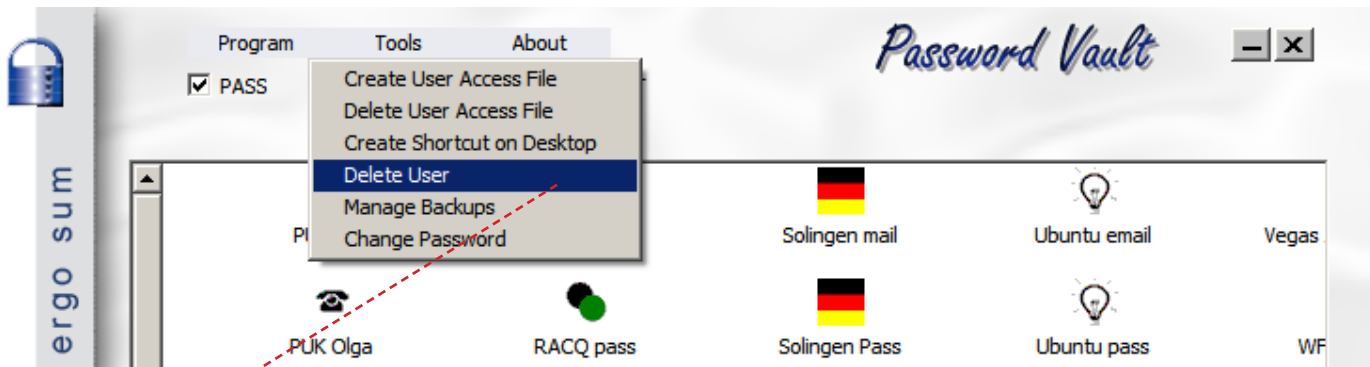 Password Vault
Program Tools About
PASS
Create User Access File
Delete User Access File
Create Shortcut on Desktop
Delete User
Manage Backups
Change Password
ergo sum
Solingen mail
Ubuntu email
Vegas
PUK Olga
RACQ pass
Solingen Pass
Ubuntu pass
WF